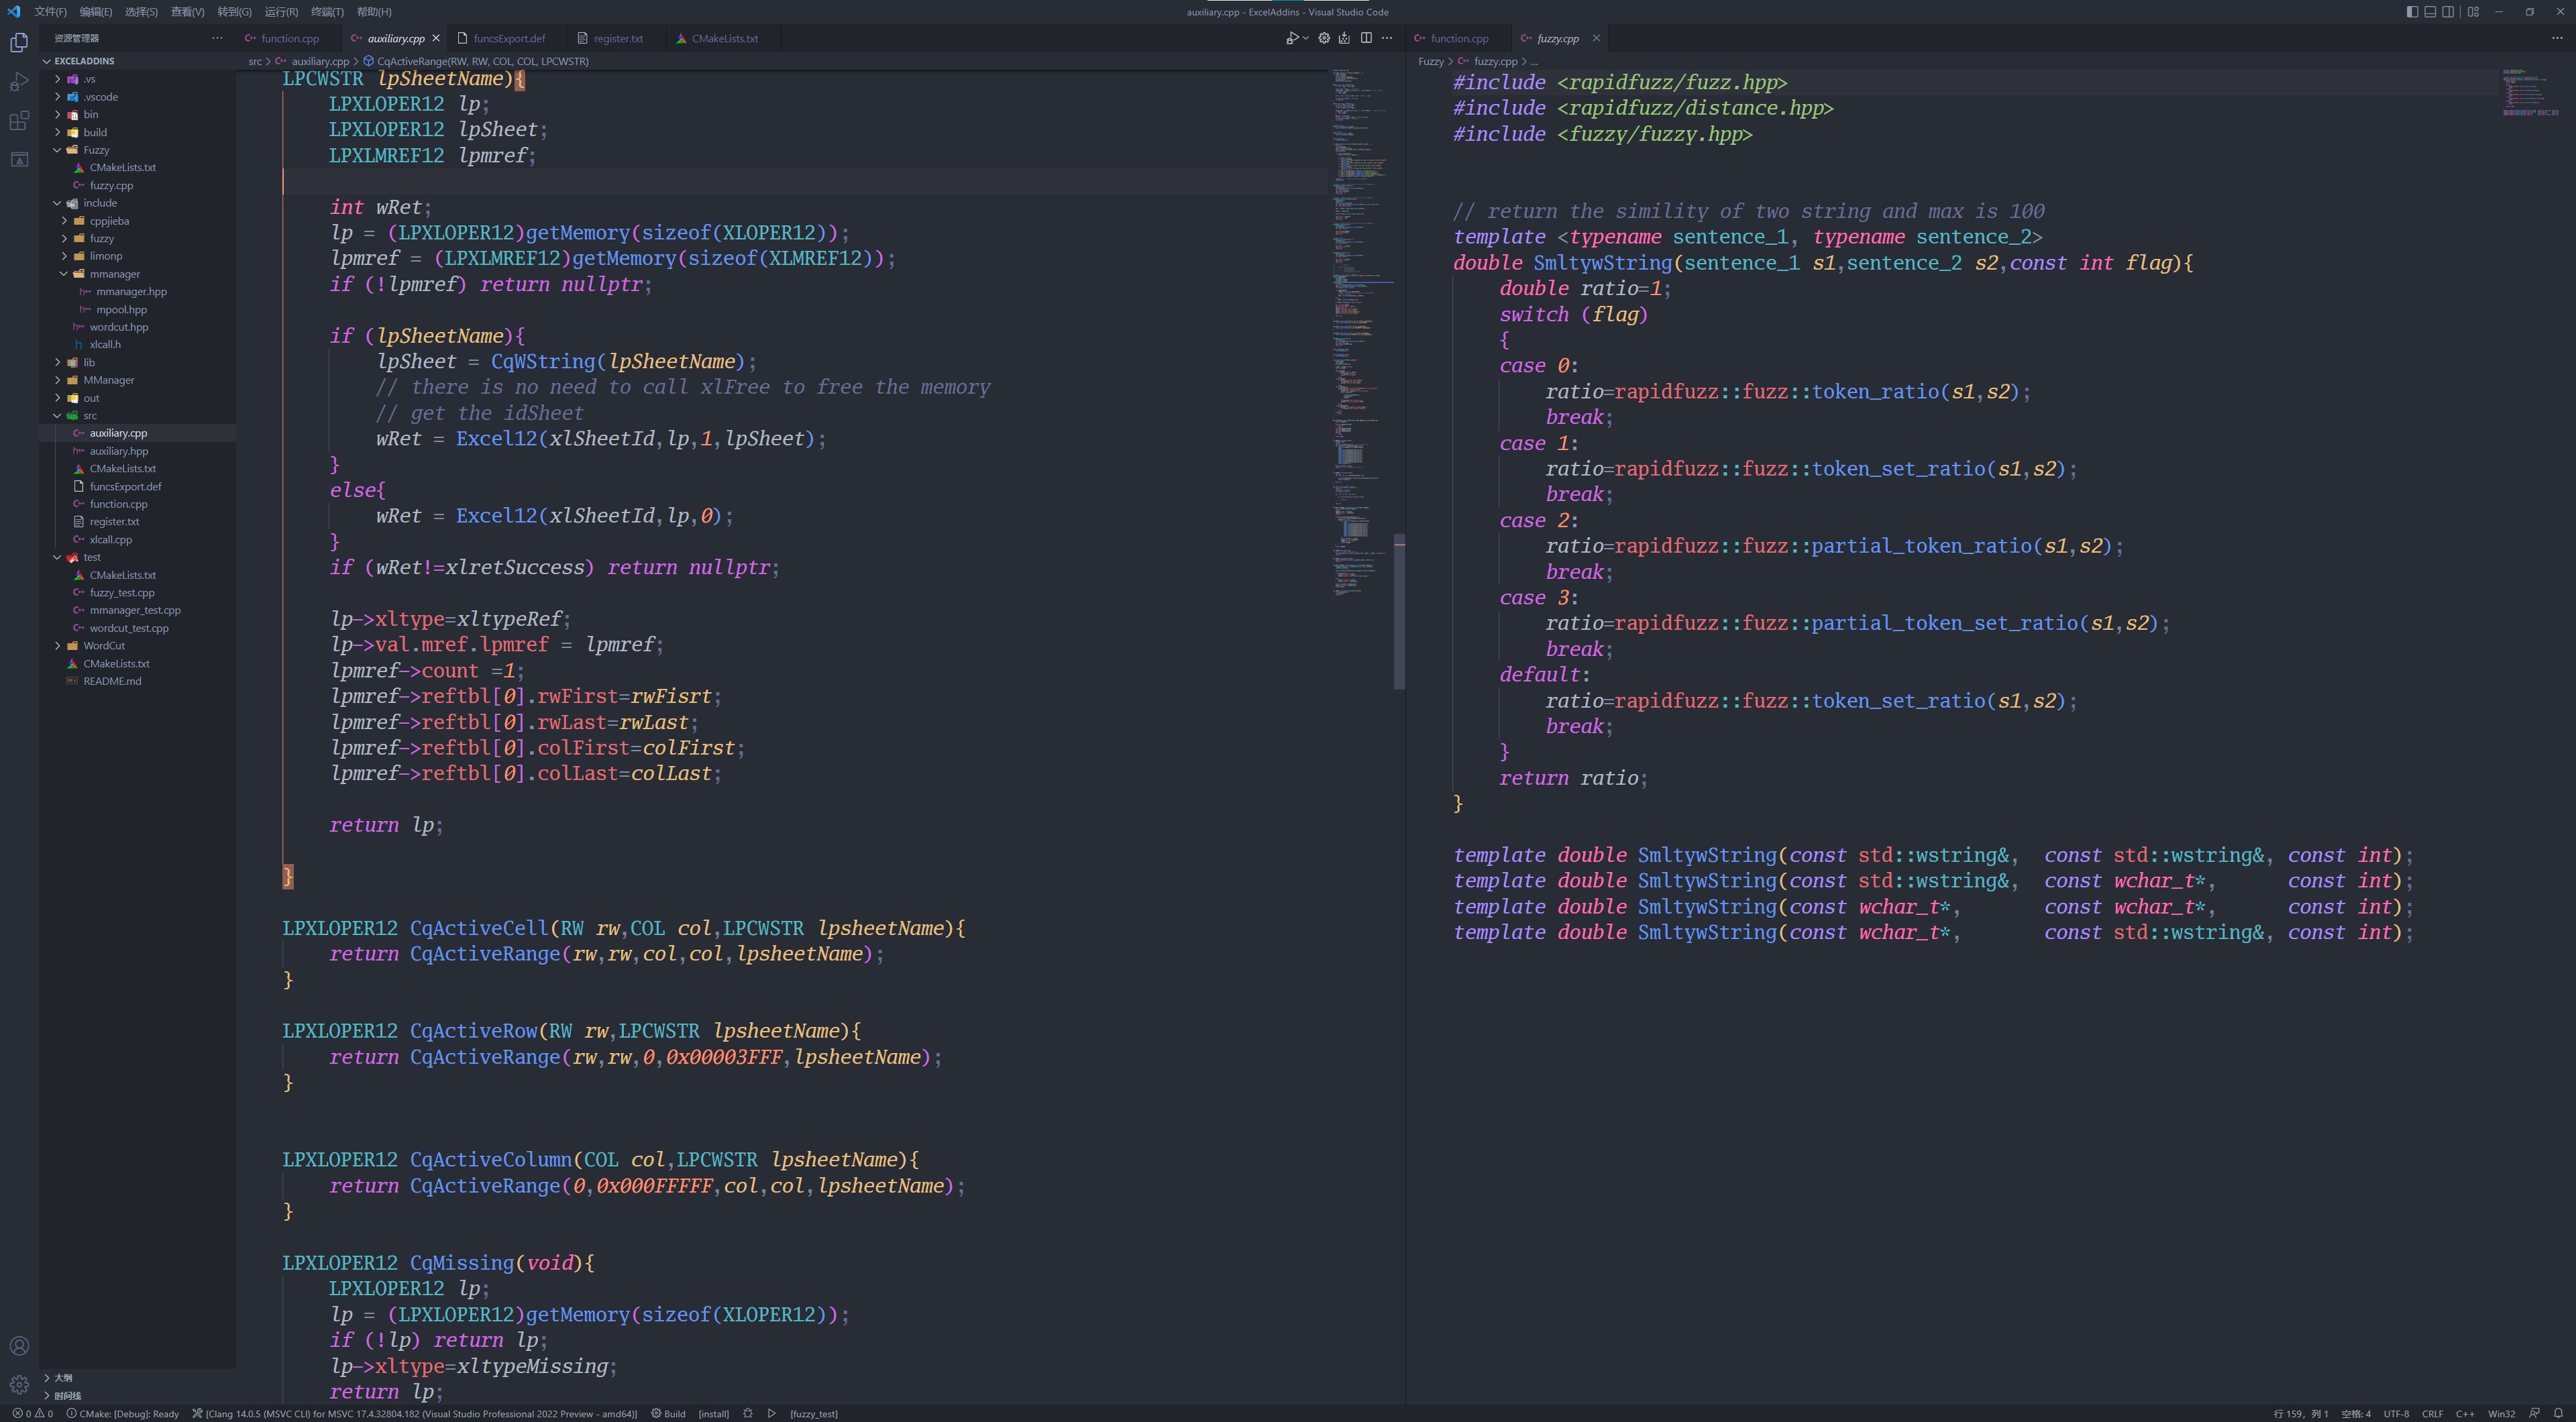 文件(F) 编辑(E) 选择(S) 查看(V) 转到(G) 运行(R) 终端(T) 帮助(H)
auxiliary.cpp - ExcelAddins - Visual Studio Code
资源管理器
EXCELADDINS
.vs
.vscode
bin
build
Fuzzy
CMakeLists.txt
fuzzy.cpp
include
cppjieba
fuzzy
limonp
mmanager
mmanager.hpp
mpool.hpp
wordcut.hpp
xlcall.h
lib
MManager
out
src
auxiliary.cpp
auxiliary.hpp
CMakeLists.txt
funcsExport.def
function.cpp
register.txt
xlcall.cpp
test
CMakeLists.txt
fuzzy_test.cpp
mmanager_test.cpp
wordcut_test.cpp
WordCut
CMakeLists.txt
README.md
大纲
时间线
function.cpp auxiliary.cpp funcsExport.def register.txt CMakeLists.txt
src > auxiliary.cpp > CqActiveRange(RW, RW, COL, COL, LPCWSTR)
LPCWSTR lpSheetName){
LPXLOPER12 lp;
LPXLOPER12 lpSheet;
LPXLMREF12 lpmref;
int wRet;
lp = (LPXLOPER12)getMemory(sizeof(XLOPER12));
lpmref = (LPXLMREF12)getMemory(sizeof(XLMREF12));
if (!lpmref) return nullptr;
if (lpSheetName){
lpSheet = CqWString(lpSheetName);
// there is no need to call xlFree to free the memory
// get the idSheet
wRet = Excel12(xlSheetId,lp,1,lpSheet);
}
else{
wRet = Excel12(xlSheetId,lp,0);
}
if (wRet!=xlretSuccess) return nullptr;
lp->xltype=xltypeRef;
lp->val.mref.lpmref = lpmref;
lpmref->count =1;
lpmref->reftbl[0].rwFirst=rwFisrt;
lpmref->reftbl[0].rwLast=rwLast;
lpmref->reftbl[0].colFirst=colFirst;
lpmref->reftbl[0].colLast=colLast;
return lp;
}
LPXLOPER12 CqActiveCell(RW rw,COL col,LPCWSTR lpsheetName){
return CqActiveRange(rw,rw,col,col,lpsheetName);
}
LPXLOPER12 CqActiveRow(RW rw,LPCWSTR lpsheetName){
return CqActiveRange(rw,rw,0,0x00003FFF,lpsheetName);
}
LPXLOPER12 CqActiveColumn(COL col,LPCWSTR lpsheetName){
return CqActiveRange(0,0x000FFFFF,col,col,lpsheetName);
}
LPXLOPER12 CqMissing(void){
LPXLOPER12 lp;
lp = (LPXLOPER12)getMemory(sizeof(XLOPER12));
if (!lp) return lp;
lp->xltype=xltypeMissing;
return lp;
function.cpp fuzzy.cpp
Fuzzy > fuzzy.cpp > ...
#include <rapidfuzz/fuzz.hpp>
#include <rapidfuzz/distance.hpp>
#include <fuzzy/fuzzy.hpp>
// return the simility of two string and max is 100
template <typename sentence_1, typename sentence_2>
double SmltywString(sentence_1 s1,sentence_2 s2,const int flag){
double ratio=1;
switch (flag)
{
case 0:
ratio=rapidfuzz::fuzz::token_ratio(s1,s2);
break;
case 1:
ratio=rapidfuzz::fuzz::token_set_ratio(s1,s2);
break;
case 2:
ratio=rapidfuzz::fuzz::partial_token_ratio(s1,s2);
break;
case 3:
ratio=rapidfuzz::fuzz::partial_token_set_ratio(s1,s2);
break;
default:
ratio=rapidfuzz::fuzz::token_set_ratio(s1,s2);
break;
}
return ratio;
}
template double SmltywString(const std::wstring&, const std::wstring&, const int);
template double SmltywString(const std::wstring&, const wchar_t*, const int);
template double SmltywString(const wchar_t*, const wchar_t*, const int);
template double SmltywString(const wchar_t*, const std::wstring&, const int);
0 0 CMake: [Debug]: Ready [Clang 14.0.5 (MSVC CLI) for MSVC 17.4.32804.182 (Visual Studio Professional 2022 Preview - amd64)] Build [install] [fuzzy_test] 行 159，列 1 空格: 4 UTF-8 CRLF C++ Win32